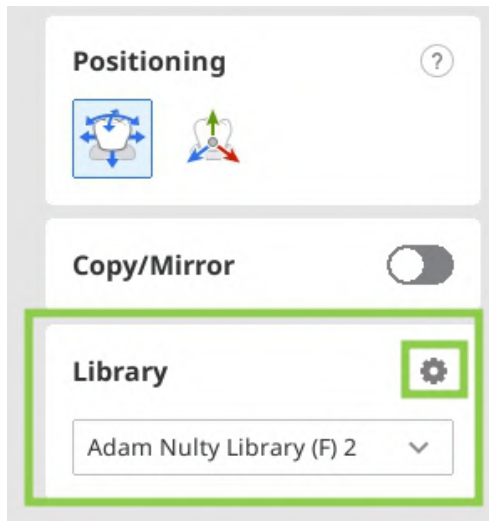 Positioning
?
Copy/Mirror
Library
Adam Nulty Library (F) 2